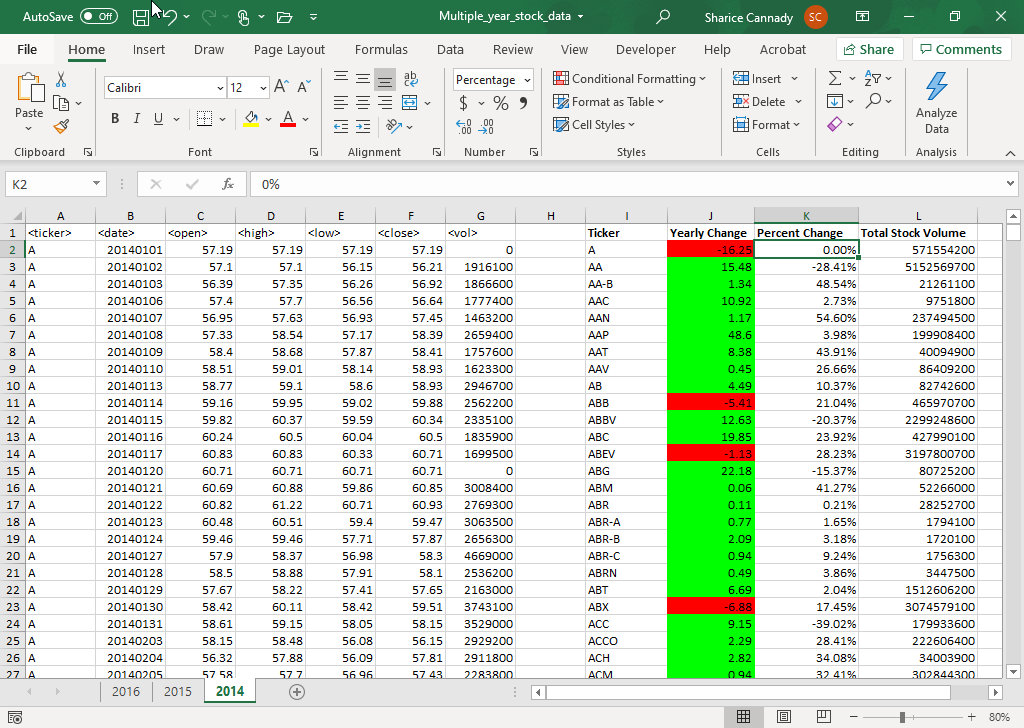 AutoSave Off Multiple_year_stock_data Sharice Cannady SC
File Home Insert Draw Page Layout Formulas Data Review View Developer Help Acrobat Share Comments
Paste
Calibri 12
B I U
Percentage
$ % 9
Conditional Formatting
Format as Table
Cell Styles
Insert
Delete
Format
Analyze
Data
Clipboard Font Alignment Number Styles Cells Editing Analysis
K2 fx 0%
A B C D E F G H I J K L
1 <ticker> <date> <open> <high> <low> <close> <vol> Ticker Yearly Change Percent Change Total Stock Volume
2 A 20140101 57.19 57.19 57.19 57.19 0 A -16.25 0.00% 571554200
3 A 20140102 57.1 57.1 56.15 56.21 1916100 AA 15.48 -28.41% 5152569700
4 A 20140103 56.39 57.35 56.26 56.92 1866600 AA-B 1.34 48.54% 21261100
5 A 20140106 57.4 57.7 56.56 56.64 1777400 AAC 10.92 2.73% 9751800
6 A 20140107 56.95 57.63 56.93 57.45 1463200 AAN 1.17 54.60% 237494500
7 A 20140108 57.33 58.54 57.17 58.39 2659400 AAP 48.6 3.98% 199908400
8 A 20140109 58.4 58.68 57.87 58.41 1757600 AAT 8.38 43.91% 40094900
9 A 20140110 58.51 59.01 58.14 58.93 1623300 AAV 0.45 26.66% 86409200
10 A 20140113 58.77 59.1 58.6 58.93 2946700 AB 4.49 10.37% 82742600
11 A 20140114 59.16 59.95 59.02 59.88 2562200 ABB -5.41 21.04% 465970700
12 A 20140115 59.82 60.37 59.59 60.34 2335100 ABBV 12.63 -20.37% 2299248600
13 A 20140116 60.24 60.5 60.04 60.5 1835900 ABC 19.85 23.92% 427990100
14 A 20140117 60.83 60.83 60.33 60.71 1699500 ABEV -1.13 28.23% 3197800700
15 A 20140120 60.71 60.71 60.71 60.71 0 ABG 22.18 -15.37% 80725200
16 A 20140121 60.69 60.88 59.86 60.85 3008400 ABM 0.06 41.27% 52266000
17 A 20140122 60.82 61.22 60.71 60.93 2769300 ABR 0.11 0.21% 28252700
18 A 20140123 60.48 60.51 59.4 59.47 3063500 ABR-A 0.77 1.65% 1794100
19 A 20140124 59.46 59.46 57.71 57.87 2656300 ABR-B 2.09 3.18% 1720100
20 A 20140127 57.9 58.37 56.98 58.3 4669000 ABR-C 0.94 9.24% 1756300
21 A 20140128 58.5 58.88 57.91 58.1 2536200 ABRN 0.49 3.86% 3447500
22 A 20140129 57.67 58.22 57.41 57.65 2163000 ABT 6.69 2.04% 1512606200
23 A 20140130 58.42 60.11 58.42 59.51 3743100 ABX -6.88 17.45% 3074579100
24 A 20140131 58.61 59.15 58.05 58.15 3529000 ACC 9.15 -39.02% 179933600
25 A 20140203 58.15 58.48 56.08 56.15 2929200 ACCO 2.29 28.41% 222606400
26 A 20140204 56.32 57.88 56.09 57.81 2911800 ACH 2.82 34.08% 34003900
27 A 20140205 57.58 57.7 56.96 57.43 2283800 ACM 0.94 32.41% 302844300
2016 2015 2014
80%